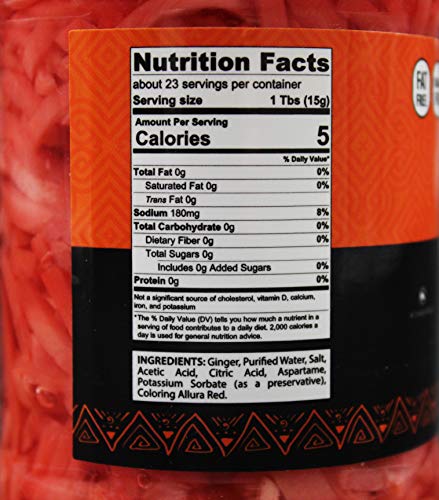 Nutrition Facts
about 23 servings per container
Serving size 1 Tbs (15g)
Amount Per Serving
Calories 5
% Daily Value*
Total Fat 0g 0%
Saturated Fat 0g 0%
Trans Fat 0g
Sodium 180mg 8%
Total Carbohydrate 0g 0%
Dietary Fiber 0g 0%
Total Sugars 0g
Includes 0g Added Sugars 0%
Protein 0g 0%
Not a significant source of cholesterol, vitamin D, calcium,
iron, and potassium
*The % Daily Value (DV) tells you how much a nutrient in a
serving of food contributes to a daily diet. 2,000 calories a
day is used for general nutrition advice.
INGREDIENTS: Ginger, Purified Water, Salt,
Acetic Acid, Citric Acid, Aspartame,
Potassium Sorbate (as a preservative),
Coloring Allura Red.
FAT
FREE